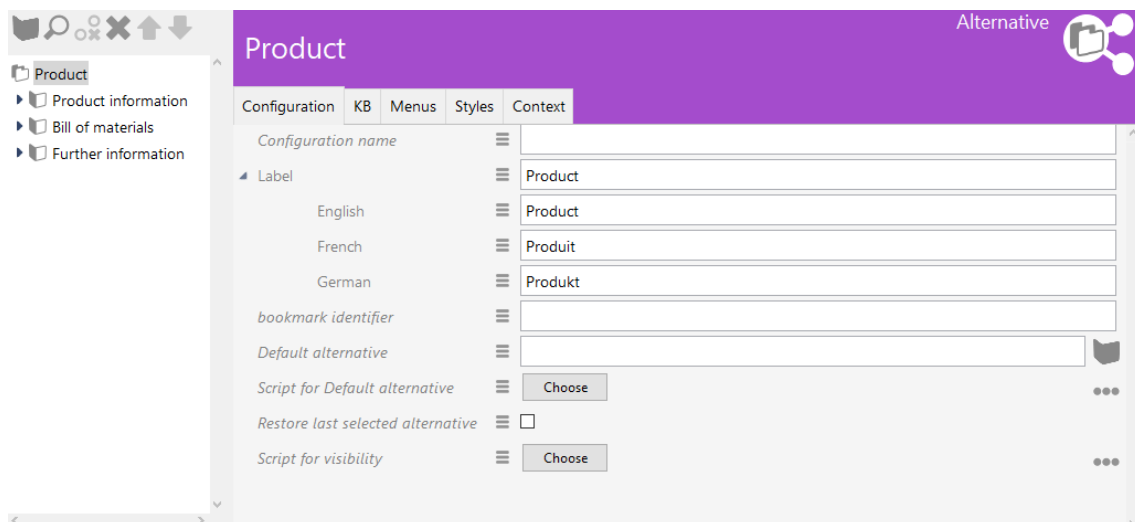 Product
Product information
Bill of materials
Further information
Alternative
Product
Configuration KB Menus Styles Context
Configuration name
Label Product
English Product
French Produit
German Produkt
bookmark identifier
Default alternative
Script for Default alternative Choose
Restore last selected alternative
Script for visibility Choose